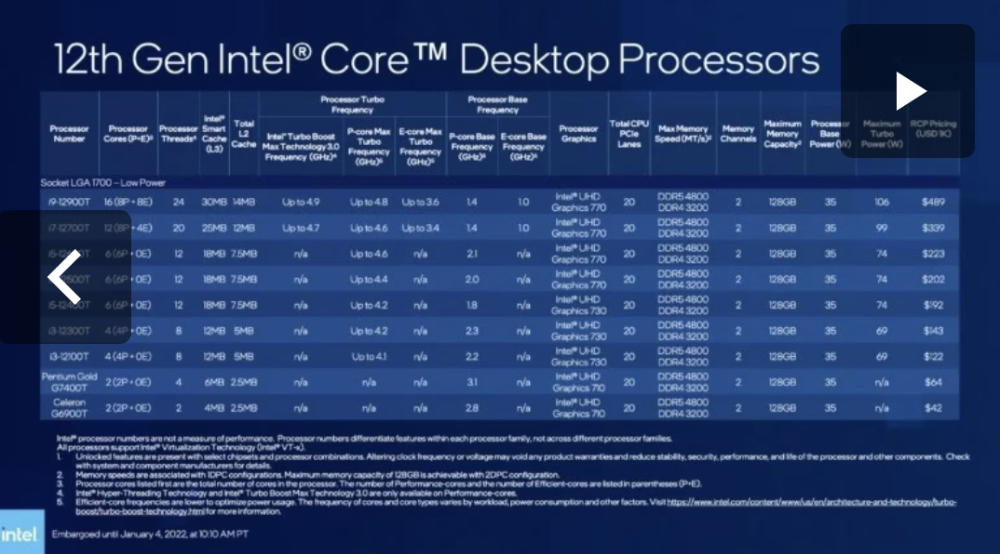 12th Gen Intel® Core™ Desktop Processors
Processor Number
Processor Cores (P+E)³
Processor Threads⁴
Intel® Smart Cache (L3)
Total L2 Cache
Processor Turbo Frequency
Intel® Turbo Boost Max Technology 3.0 Frequency (GHz)⁴
P-core Max Turbo Frequency (GHz)⁵
E-core Max Turbo Frequency (GHz)⁵
Processor Base Frequency
P-core Base Frequency (GHz)⁵
E-core Base Frequency (GHz)⁵
Processor Graphics
Total CPU PCIe Lanes
Max Memory Speed (MT/s)²
Memory Channels
Maximum Memory Capacity²
Processor Base Power (W)
Maximum Turbo Power (W)
RCP Pricing (USD 1K)
Socket LGA 1700 – Low Power
i9-12900T 16 (8P + 8E) 24 30MB 14MB Up to 4.9 Up to 4.8 Up to 3.6 1.4 1.0 Intel® UHD Graphics 770 20 DDR5 4800 DDR4 3200 2 128GB 35 106 $489
i7-12700T 12 (8P + 4E) 20 25MB 12MB Up to 4.7 Up to 4.6 Up to 3.4 1.4 1.0 Intel® UHD Graphics 770 20 DDR5 4800 DDR4 3200 2 128GB 35 99 $339
6 (6P + 0E) 12 18MB 7.5MB n/a Up to 4.6 n/a 2.1 n/a Intel® UHD Graphics 770 20 DDR5 4800 DDR4 3200 2 128GB 35 74 $223
6 (6P + 0E) 12 18MB 7.5MB n/a Up to 4.4 n/a 2.0 n/a Intel® UHD Graphics 770 20 DDR5 4800 DDR4 3200 2 128GB 35 74 $202
6 (6P + 0E) 12 18MB 7.5MB n/a Up to 4.2 n/a 1.8 n/a Intel® UHD Graphics 730 20 DDR5 4800 DDR4 3200 2 128GB 35 74 $192
i3-12300T 4 (4P + 0E) 8 12MB 5MB n/a Up to 4.2 n/a 2.3 n/a Intel® UHD Graphics 730 20 DDR5 4800 DDR4 3200 2 128GB 35 69 $143
i3-12100T 4 (4P + 0E) 8 12MB 5MB n/a Up to 4.1 n/a 2.2 n/a Intel® UHD Graphics 730 20 DDR5 4800 DDR4 3200 2 128GB 35 69 $122
Pentium Gold G7400T 2 (2P + 0E) 4 6MB 2.5MB n/a n/a n/a 3.1 n/a Intel® UHD Graphics 710 20 DDR5 4800 DDR4 3200 2 128GB 35 n/a $64
Celeron G6900T 2 (2P + 0E) 2 4MB 2.5MB n/a n/a n/a 2.8 n/a Intel® UHD Graphics 710 20 DDR5 4800 DDR4 3200 2 128GB 35 n/a $42
Intel® processor numbers are not a measure of performance. Processor numbers differentiate features within each processor family, not across different processor families.
All processors support Intel® Virtualization Technology (Intel® VT-x).
1. Unlocked features are present with select chipsets and processor combinations. Altering clock frequency or voltage may void any product warranties and reduce stability, security, performance, and life of the processor and other components. Check
with system and component manufacturers for details.
2. Memory speeds are associated with 1DPC configurations. Maximum memory capacity of 128GB is achievable with 2DPC configuration.
3. Processor cores listed first are the total number of cores in the processor. The number of Performance-cores and the number of Efficient-cores are listed in parentheses (P+E).
4. Intel® Hyper-Threading Technology and Intel® Turbo Boost Max Technology 3.0 are only available on Performance-cores.
5. Efficient-core frequencies are lower to optimize power usage. The frequency of cores and core types varies by workload, power consumption and other factors. Visit https://www.intel.com/content/www/us/en/architecture-and-technology/turbo-
boost/turbo-boost-technology.html for more information.
intel.
Embargoed until January 4, 2022, at 10:10 AM PT